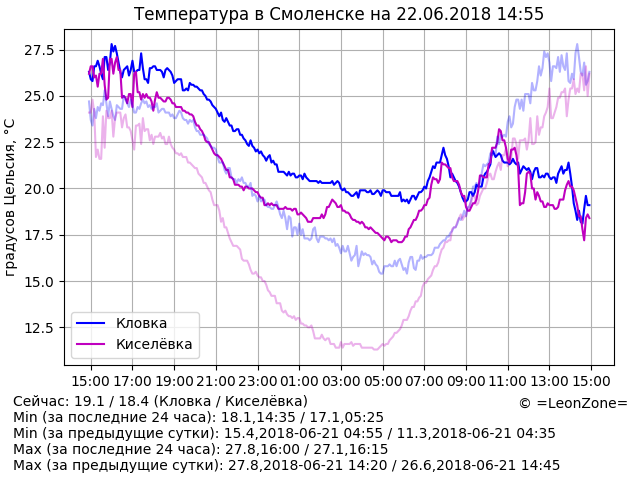 Температура в Смоленске на 22.06.2018 14:55
27.5
25.0
22.5
20.0
17.5
15.0
12.5
градусов Цельсия, °C
Кловка
Киселёвка
15:00 17:00 19:00 21:00 23:00 01:00 03:00 05:00 07:00 09:00 11:00 13:00 15:00
Сейчас: 19.1 / 18.4 (Кловка / Киселёвка)
© =LeonZone=
Min (за последние 24 часа): 18.1,14:35 / 17.1,05:25
Min (за предыдущие сутки): 15.4,2018-06-21 04:55 / 11.3,2018-06-21 04:35
Max (за последние 24 часа): 27.8,16:00 / 27.1,16:15
Max (за предыдущие сутки): 27.8,2018-06-21 14:20 / 26.6,2018-06-21 14:45